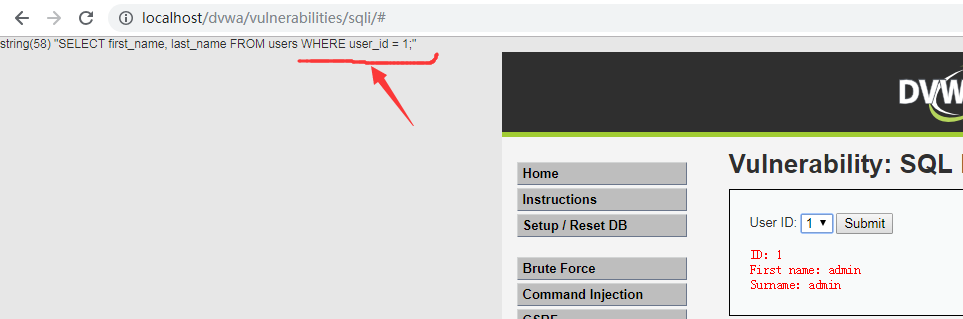 localhost/dvwa/vulnerabilities/sqli/#
string(58) "SELECT first_name, last_name FROM users WHERE user_id = 1;"
DVW
Vulnerability: SQL
Home
Instructions
Setup / Reset DB
Brute Force
Command Injection
CSRF
User ID: 1 Submit
ID: 1
First name: admin
Surname: admin